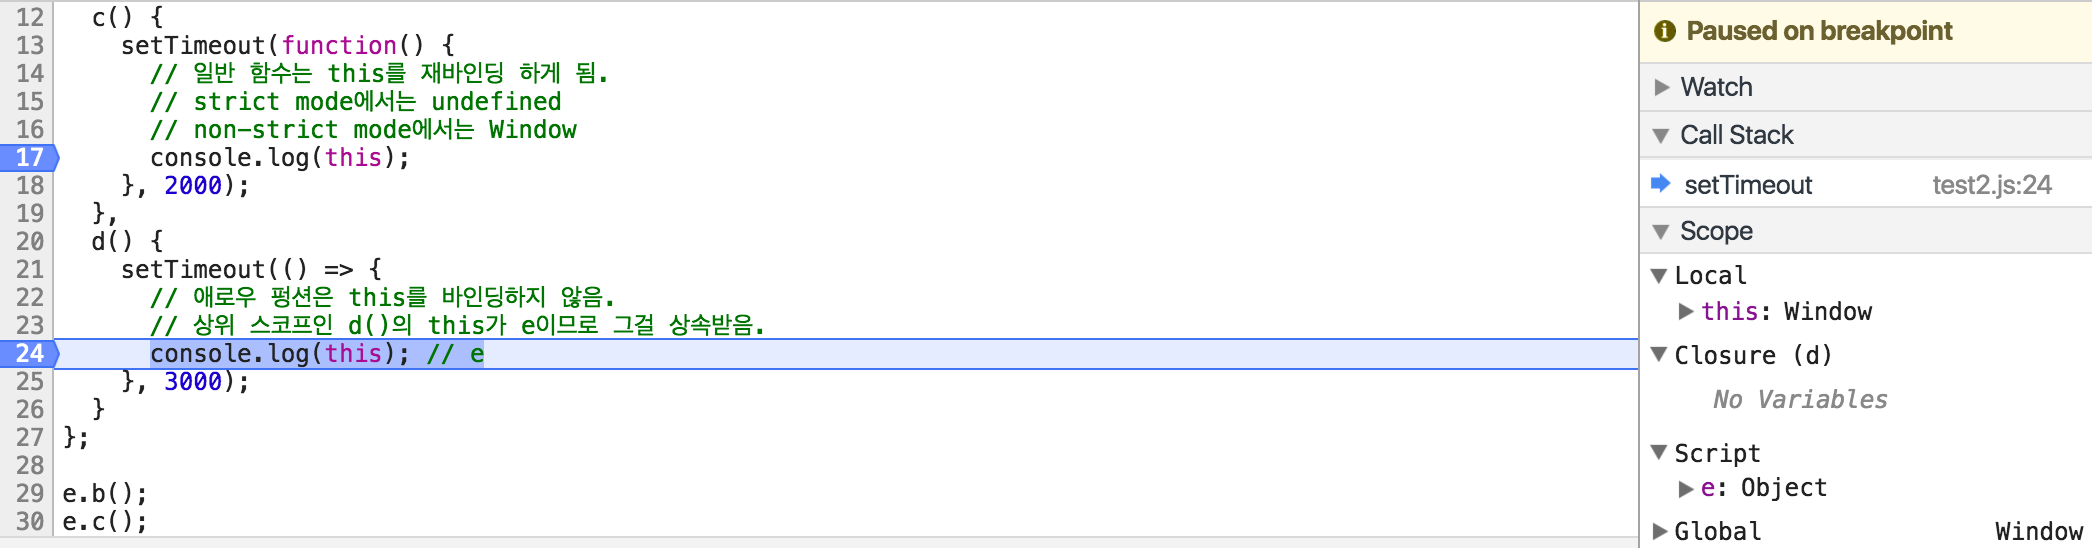 12 c() {
13 setTimeout(function() {
14 // 일반 함수는 this를 재바인딩 하게 됨.
15 // strict mode에서는 undefined
16 // non-strict mode에서는 Window
17 console.log(this);
18 }, 2000);
19 },
20 d() {
21 setTimeout(() => {
22 // 애로우 펑션은 this를 바인딩하지 않음.
23 // 상위 스코프인 d()의 this가 e이므로 그걸 상속받음.
24 console.log(this); // e
25 }, 3000);
26 }
27 };
28
29 e.b();
30 e.c();
Paused on breakpoint
Watch
Call Stack
setTimeout test2.js:24
Scope
Local
this: Window
Closure (d)
No Variables
Script
e: Object
Global Window